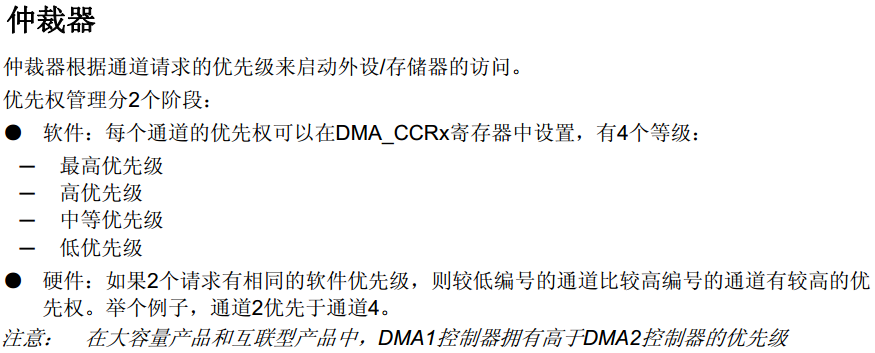 仲裁器
仲裁器根据通道请求的优先级来启动外设/存储器的访问。
优先权管理分2个阶段：
● 软件：每个通道的优先权可以在DMA_CCRx寄存器中设置，有4个等级：
─ 最高优先级
─ 高优先级
─ 中等优先级
─ 低优先级
● 硬件：如果2个请求有相同的软件优先级，则较低编号的通道比较高编号的通道有较高的优
先权。举个例子，通道2优先于通道4。
注意： 在大容量产品和互联型产品中，DMA1控制器拥有高于DMA2控制器的优先级